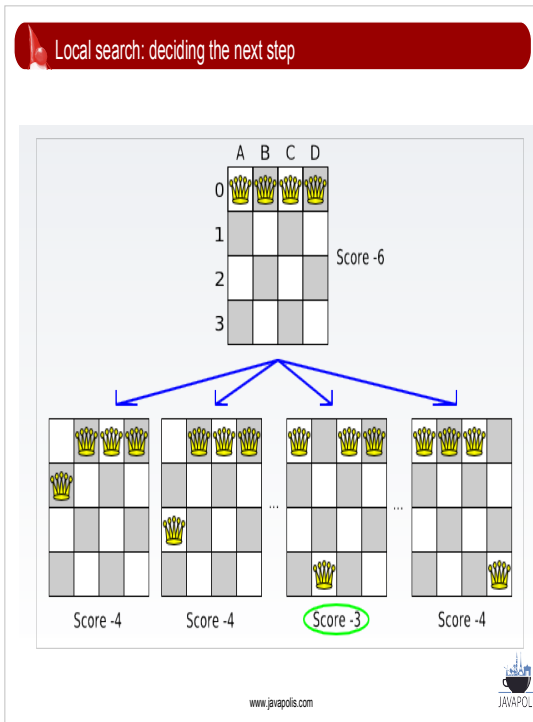 Local search: deciding the next step
A B C D
0
1
Score -6
2
3
... ...
Score -4 Score -4 Score -3 Score -4
www.javapolis.com
JAVAPOL